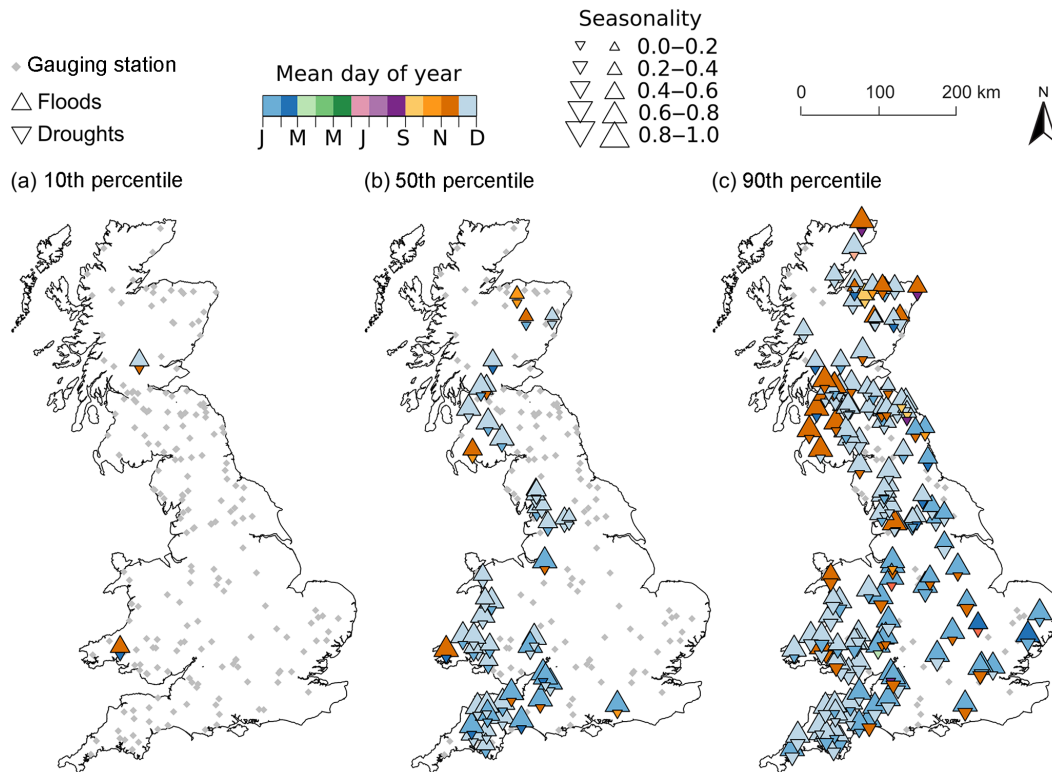 Seasonality
Gauging station
0.0–0.2
Mean day of year
0.2–0.4
Floods
0.4–0.6
0 100 200 km
N
Droughts
0.6–0.8
J M M J S N D
0.8–1.0
(a) 10th percentile
(b) 50th percentile
(c) 90th percentile